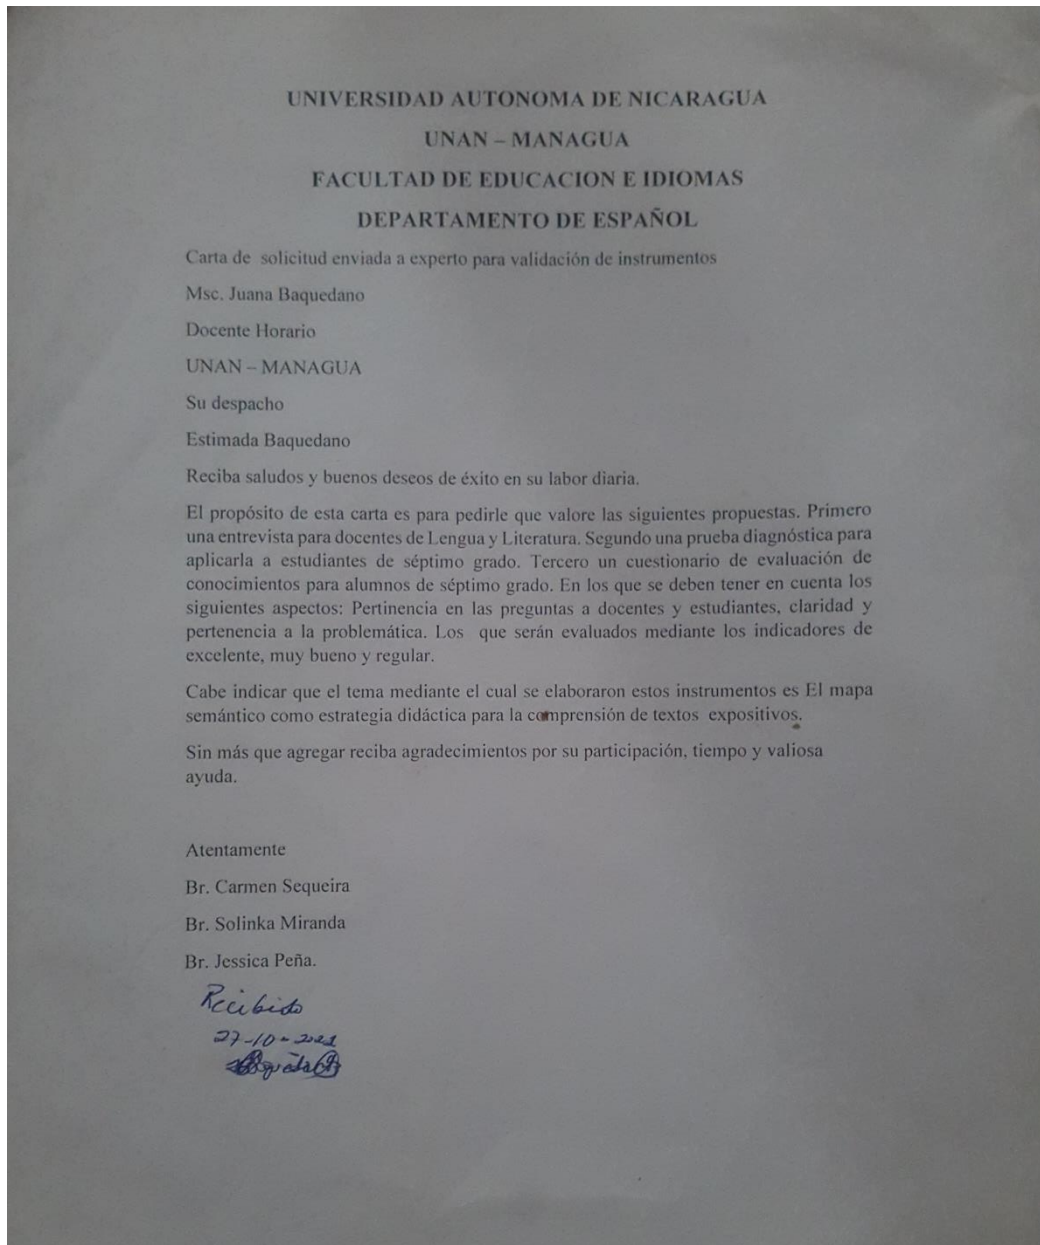 UNIVERSIDAD AUTONOMA DE NICARAGUA
UNAN – MANAGUA
FACULTAD DE EDUCACION E IDIOMAS
DEPARTAMENTO DE ESPAÑOL
Carta de solicitud enviada a experto para validación de instrumentos
Msc. Juana Baquedano
Docente Horario
UNAN – MANAGUA
Su despacho
Estimada Baquedano
Reciba saludos y buenos deseos de éxito en su labor diaria.
El propósito de esta carta es para pedirle que valore las siguientes propuestas. Primero
una entrevista para docentes de Lengua y Literatura. Segundo una prueba diagnóstica para
aplicarla a estudiantes de séptimo grado. Tercero un cuestionario de evaluación de
conocimientos para alumnos de séptimo grado. En los que se deben tener en cuenta los
siguientes aspectos: Pertinencia en las preguntas a docentes y estudiantes, claridad y
pertenencia a la problemática. Los que serán evaluados mediante los indicadores de
excelente, muy bueno y regular.
Cabe indicar que el tema mediante el cual se elaboraron estos instrumentos es El mapa
semántico como estrategia didáctica para la comprensión de textos expositivos.
Sin más que agregar reciba agradecimientos por su participación, tiempo y valiosa
ayuda.
Atentamente
Br. Carmen Sequeira
Br. Solinka Miranda
Br. Jessica Peña.
Recibido
27-10-2021